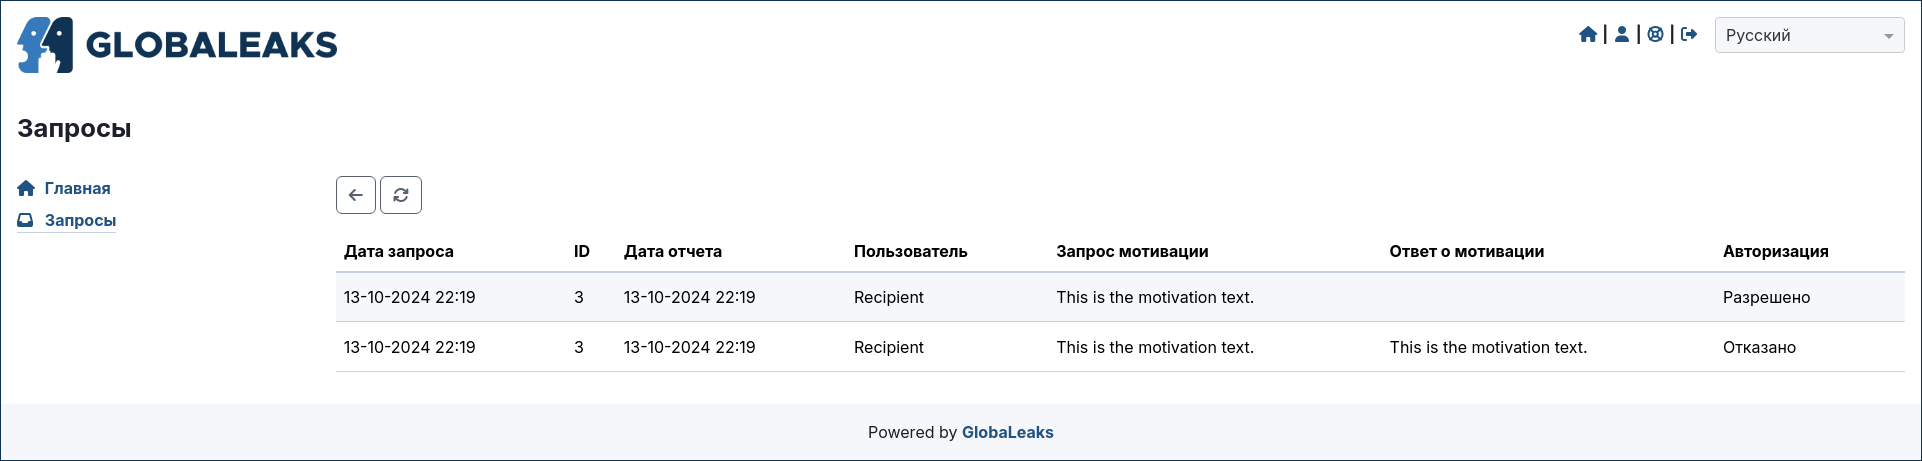 GLOBALEAKS
Русский
Запросы
Главная
Запросы
Дата запроса ID Дата отчета Пользователь Запрос мотивации Ответ о мотивации Авторизация
13-10-2024 22:19 3 13-10-2024 22:19 Recipient This is the motivation text. Разрешено
13-10-2024 22:19 3 13-10-2024 22:19 Recipient This is the motivation text. This is the motivation text. Отказано
Powered by GlobaLeaks